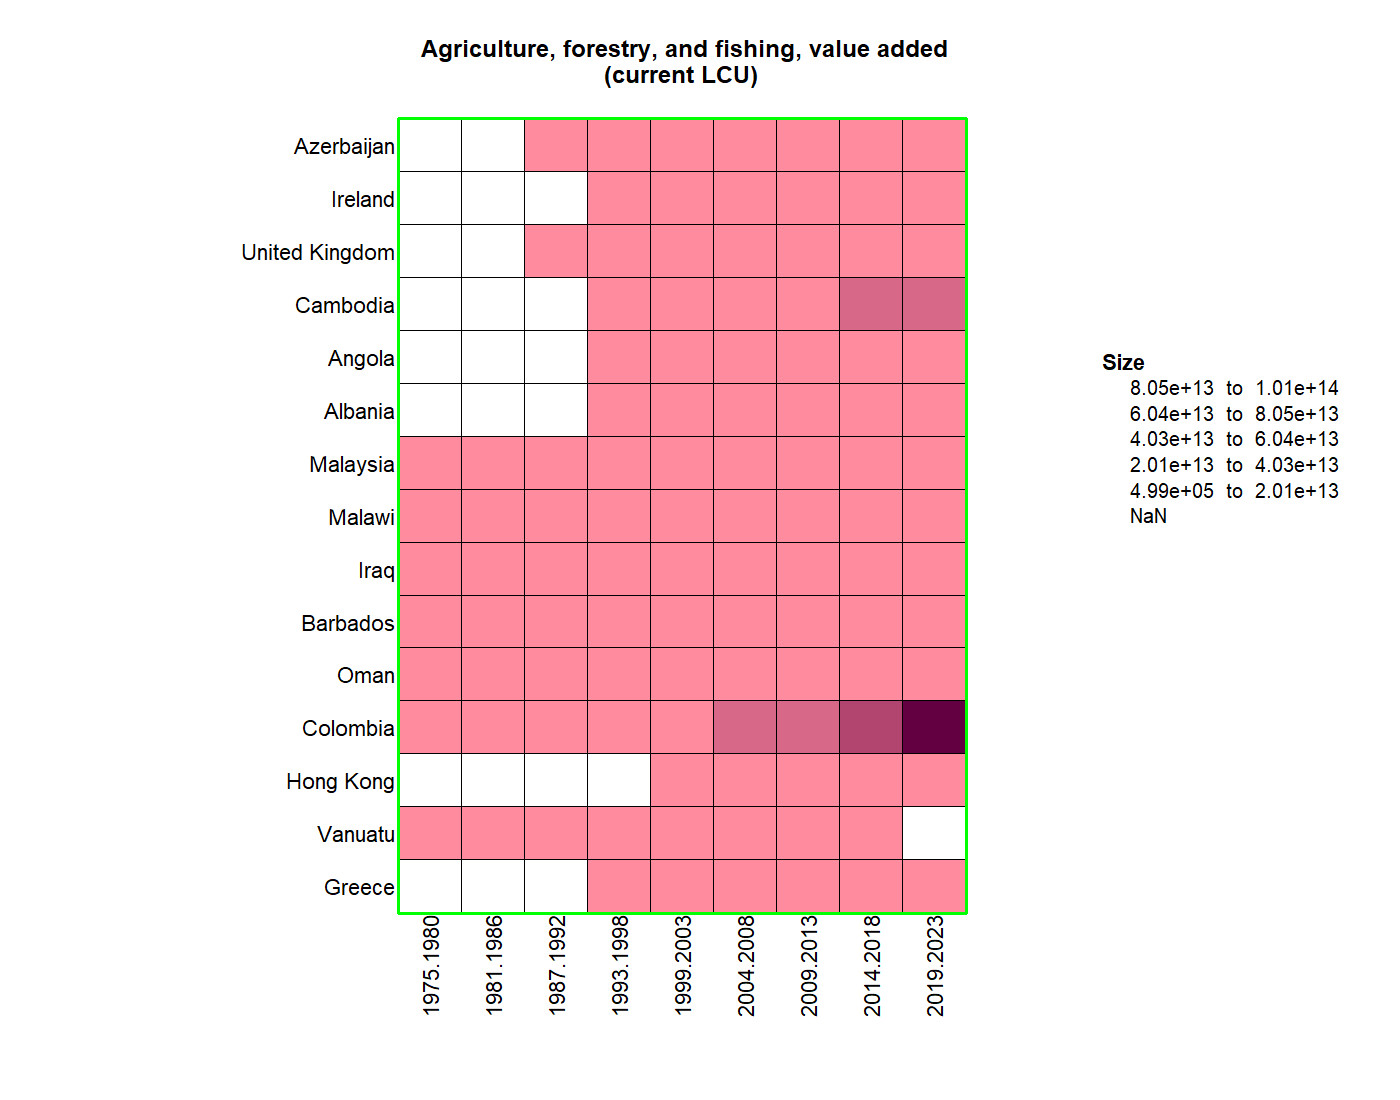 Agriculture, forestry, and fishing, value added
(current LCU)
Azerbaijan
Ireland
United Kingdom
Cambodia
Angola
Albania
Malaysia
Malawi
Iraq
Barbados
Oman
Colombia
Hong Kong
Vanuatu
Greece
1975.1980
1981.1986
1987.1992
1993.1998
1999.2003
2004.2008
2009.2013
2014.2018
2019.2023
Size
8.05e+13 to 1.01e+14
6.04e+13 to 8.05e+13
4.03e+13 to 6.04e+13
2.01e+13 to 4.03e+13
4.99e+05 to 2.01e+13
NaN